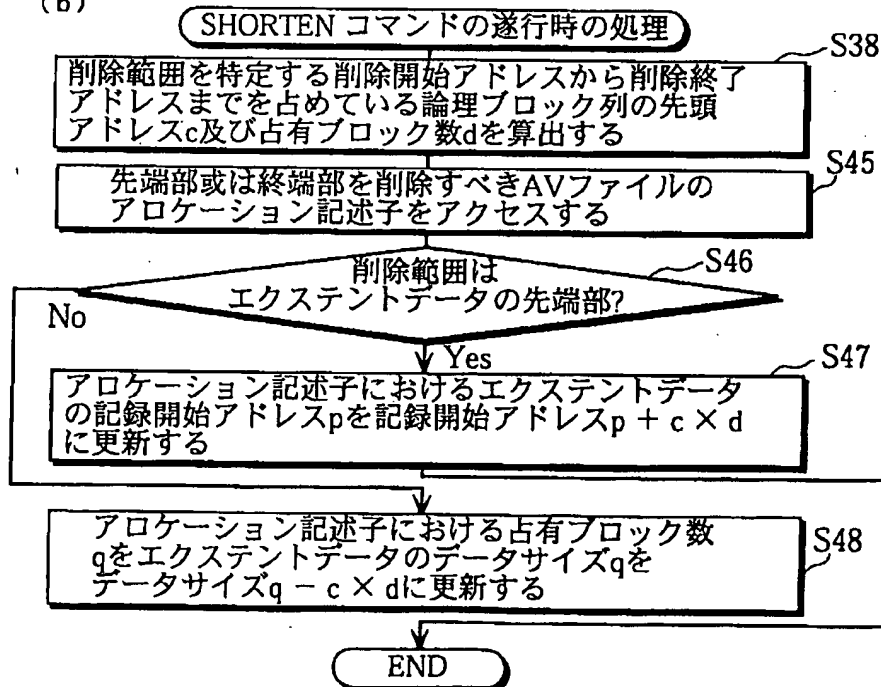 (b)
SHORTEN コマンドの遂行時の処理
S38
削除範囲を特定する削除開始アドレスから削除終了
アドレスまでを占めている論理ブロック列の先頭
アドレスc及び占有ブロック数dを算出する
S45
先端部或は終端部を削除すべきAVファイルの
アロケーション記述子をアクセスする
S46
削除範囲は
エクステントデータの先端部?
No
Yes
S47
アロケーション記述子におけるエクステントデータ
の記録開始アドレスpを記録開始アドレスp + c × d
に更新する
アロケーション記述子における占有ブロック数
qをエクステントデータのデータサイズqを
データサイズq − c × dに更新する
S48
END